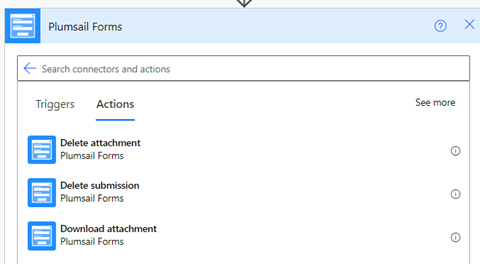 Plumsail Forms
Search connectors and actions
Triggers Actions See more
Delete attachment
Plumsail Forms
Delete submission
Plumsail Forms
Download attachment
Plumsail Forms